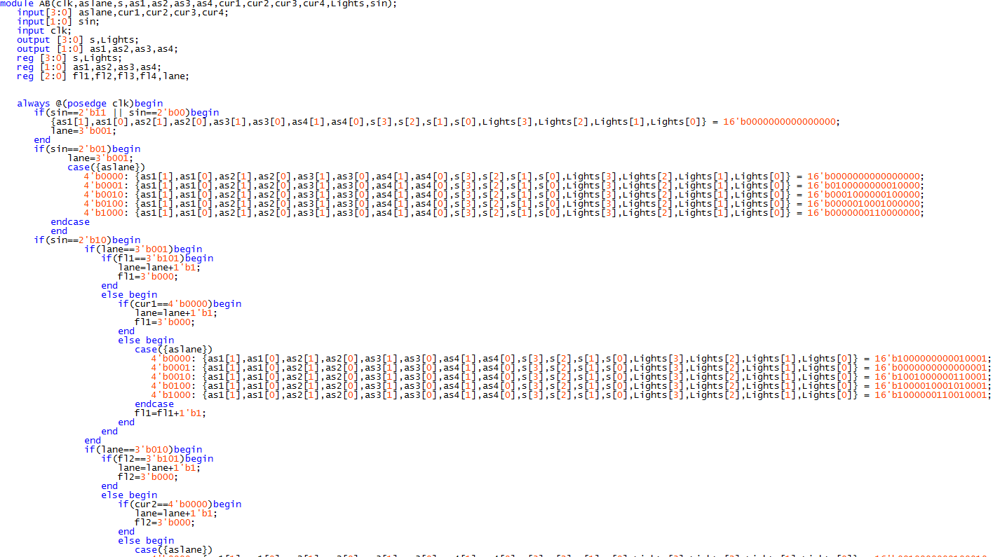 module AB(clk,aslane,s,as1,as2,as3,as4,cur1,cur2,cur3,cur4,Lights,sin);
input[3:0] aslane,cur1,cur2,cur3,cur4;
input[1:0] sin;
input clk;
output [3:0] s,Lights;
output [1:0] as1,as2,as3,as4;
reg [3:0] s,Lights;
reg [1:0] as1,as2,as3,as4;
reg [2:0] fl1,fl2,fl3,fl4,lane;
always @(posedge clk)begin
if(sin==2'b11 || sin==2'b00)begin
{as1[1],as1[0],as2[1],as2[0],as3[1],as3[0],as4[1],as4[0],s[3],s[2],s[1],s[0],Lights[3],Lights[2],Lights[1],Lights[0]} = 16'b0000000000000000;
lane=3'b001;
end
if(sin==2'b01)begin
lane=3'b001;
case({aslane})
4'b0000: {as1[1],as1[0],as2[1],as2[0],as3[1],as3[0],as4[1],as4[0],s[3],s[2],s[1],s[0],Lights[3],Lights[2],Lights[1],Lights[0]} = 16'b0000000000000000;
4'b0001: {as1[1],as1[0],as2[1],as2[0],as3[1],as3[0],as4[1],as4[0],s[3],s[2],s[1],s[0],Lights[3],Lights[2],Lights[1],Lights[0]} = 16'b0100000000010000;
4'b0010: {as1[1],as1[0],as2[1],as2[0],as3[1],as3[0],as4[1],as4[0],s[3],s[2],s[1],s[0],Lights[3],Lights[2],Lights[1],Lights[0]} = 16'b0001000000100000;
4'b0100: {as1[1],as1[0],as2[1],as2[0],as3[1],as3[0],as4[1],as4[0],s[3],s[2],s[1],s[0],Lights[3],Lights[2],Lights[1],Lights[0]} = 16'b0000010001000000;
4'b1000: {as1[1],as1[0],as2[1],as2[0],as3[1],as3[0],as4[1],as4[0],s[3],s[2],s[1],s[0],Lights[3],Lights[2],Lights[1],Lights[0]} = 16'b0000000110000000;
endcase
end
if(sin==2'b10)begin
if(lane==3'b001)begin
if(fl1==3'b101)begin
lane=lane+1'b1;
fl1=3'b000;
end
else begin
if(cur1==4'b0000)begin
lane=lane+1'b1;
fl1=3'b000;
end
else begin
case({aslane})
4'b0000: {as1[1],as1[0],as2[1],as2[0],as3[1],as3[0],as4[1],as4[0],s[3],s[2],s[1],s[0],Lights[3],Lights[2],Lights[1],Lights[0]} = 16'b1000000000010001;
4'b0001: {as1[1],as1[0],as2[1],as2[0],as3[1],as3[0],as4[1],as4[0],s[3],s[2],s[1],s[0],Lights[3],Lights[2],Lights[1],Lights[0]} = 16'b0000000000000001;
4'b0010: {as1[1],as1[0],as2[1],as2[0],as3[1],as3[0],as4[1],as4[0],s[3],s[2],s[1],s[0],Lights[3],Lights[2],Lights[1],Lights[0]} = 16'b1001000000110001;
4'b0100: {as1[1],as1[0],as2[1],as2[0],as3[1],as3[0],as4[1],as4[0],s[3],s[2],s[1],s[0],Lights[3],Lights[2],Lights[1],Lights[0]} = 16'b1000010001010001;
4'b1000: {as1[1],as1[0],as2[1],as2[0],as3[1],as3[0],as4[1],as4[0],s[3],s[2],s[1],s[0],Lights[3],Lights[2],Lights[1],Lights[0]} = 16'b1000000110010001;
endcase
fl1=fl1+1'b1;
end
end
end
if(lane==3'b010)begin
if(fl2==3'b101)begin
lane=lane+1'b1;
fl2=3'b000;
end
else begin
if(cur2==4'b0000)begin
lane=lane+1'b1;
fl2=3'b000;
end
else begin
case({aslane})